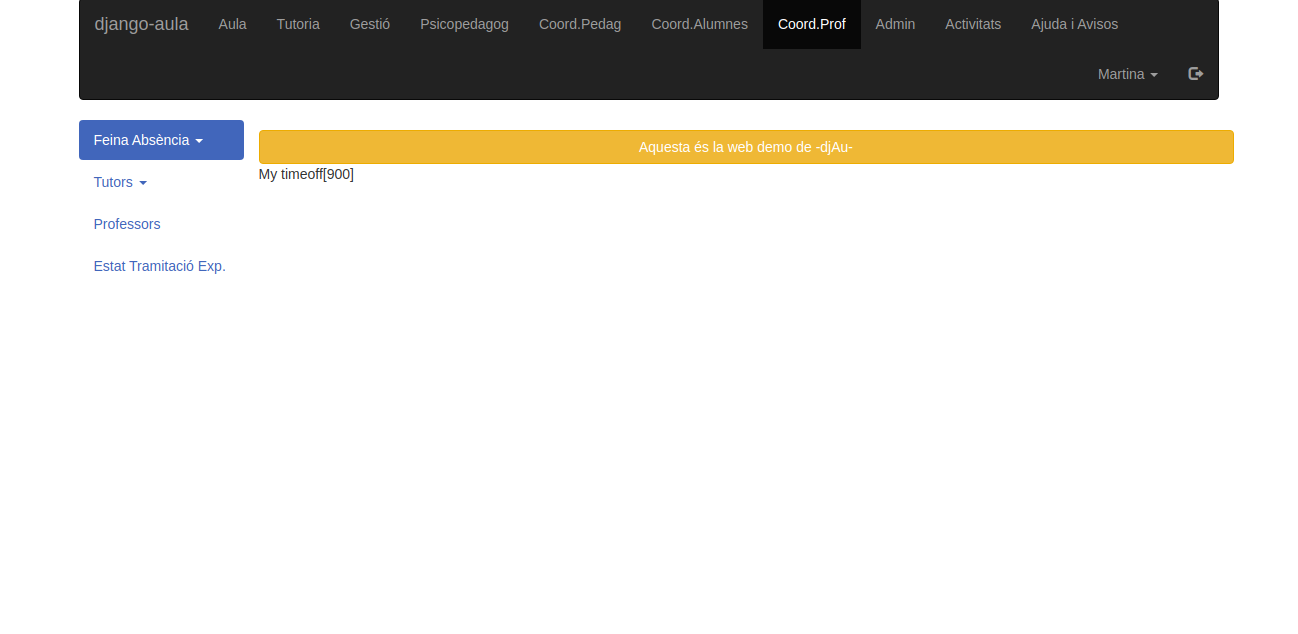 django-aula Aula Tutoria Gestió Psicopedagog Coord.Pedag Coord.Alumnes Coord.Prof Admin Activitats Ajuda i Avisos
Martina
Feina Absència
Tutors
Professors
Estat Tramitació Exp.
Aquesta és la web demo de -djAu-
My timeoff[900]